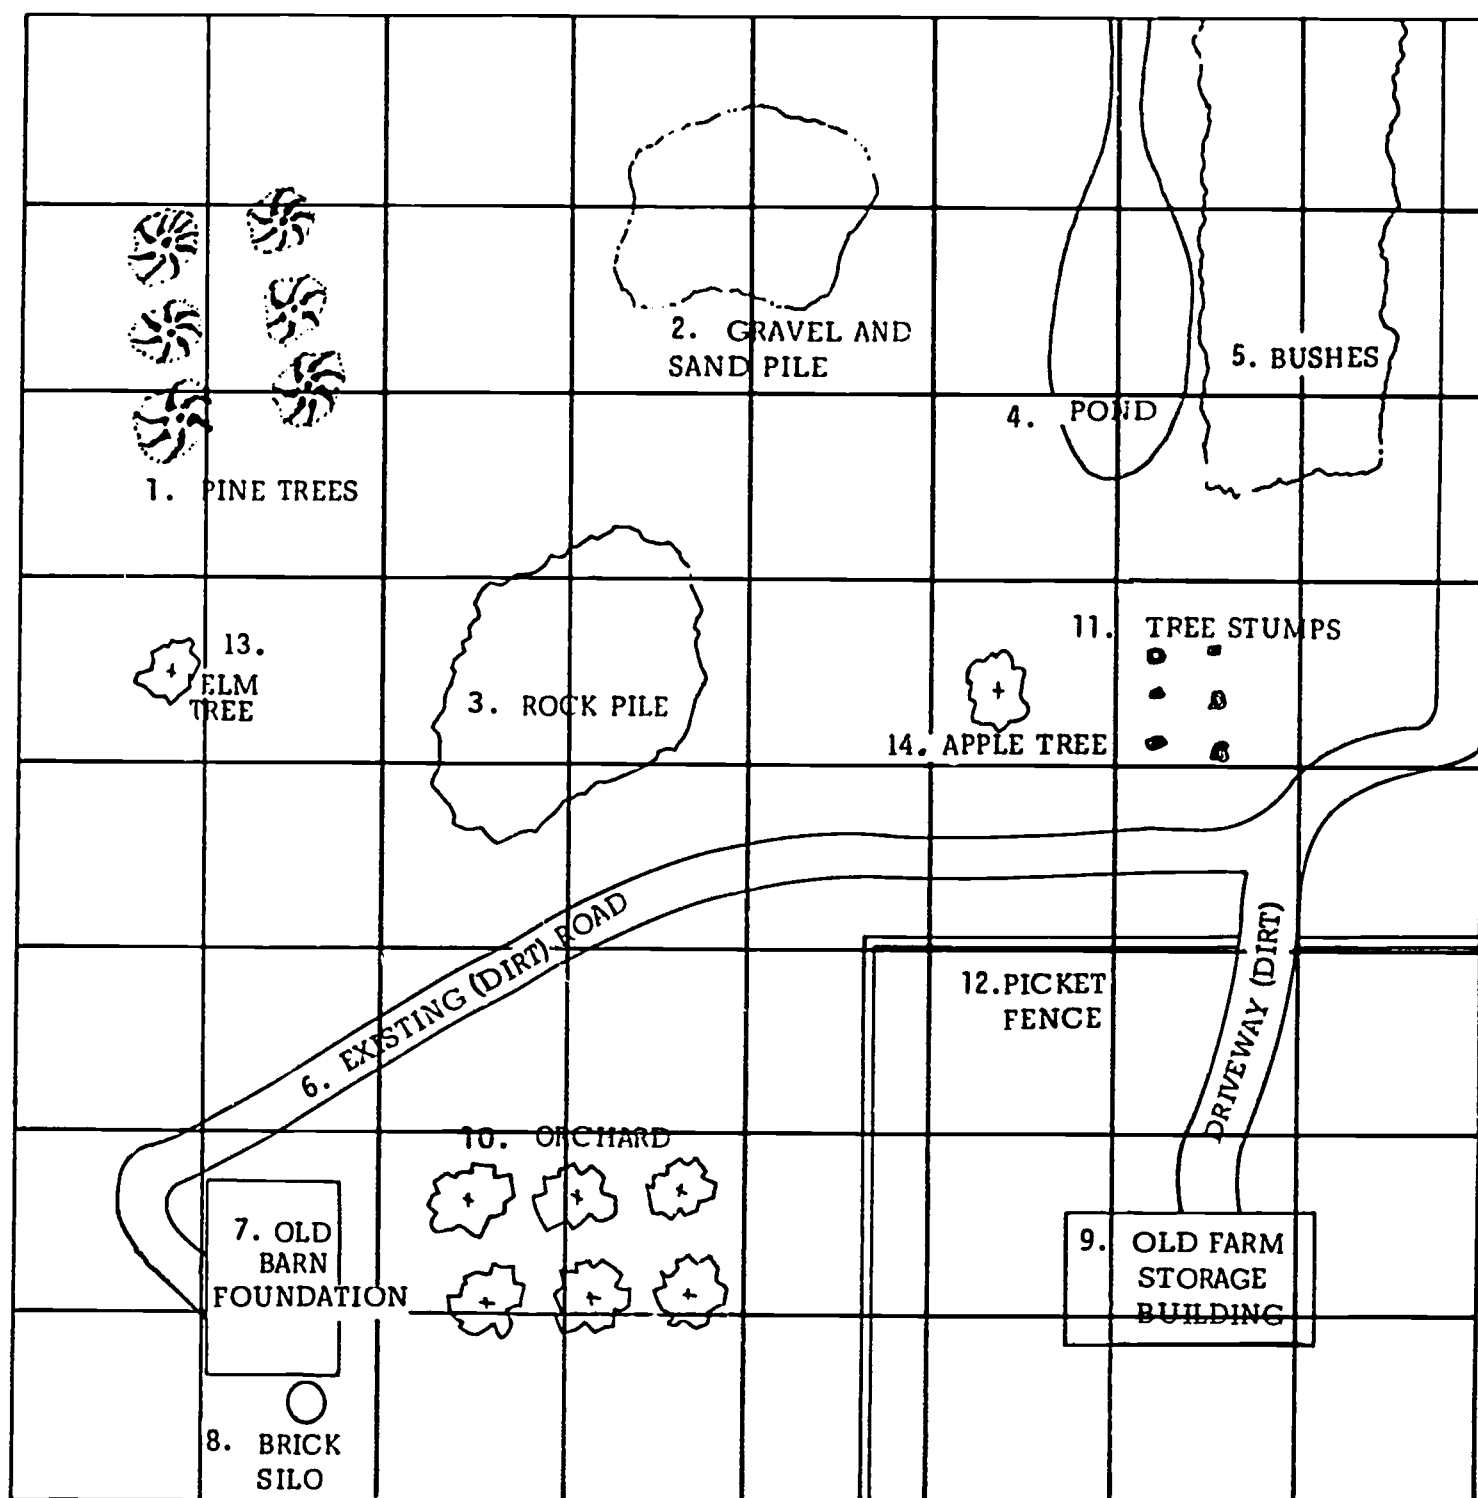 2. GRAVEL AND
SAND PILE
5. BUSHES
4. POND
1. PINE TREES
11. TREE STUMPS
13.
ELM
TREE
3. ROCK PILE
14. APPLE TREE
6. EXISTING (DIRT) ROAD
DRIVEWAY (DIRT)
12. PICKET
FENCE
10. ORCHARD
7. OLD
BARN
FOUNDATION
9. OLD FARM
STORAGE
BUILDING
8. BRICK
SILO